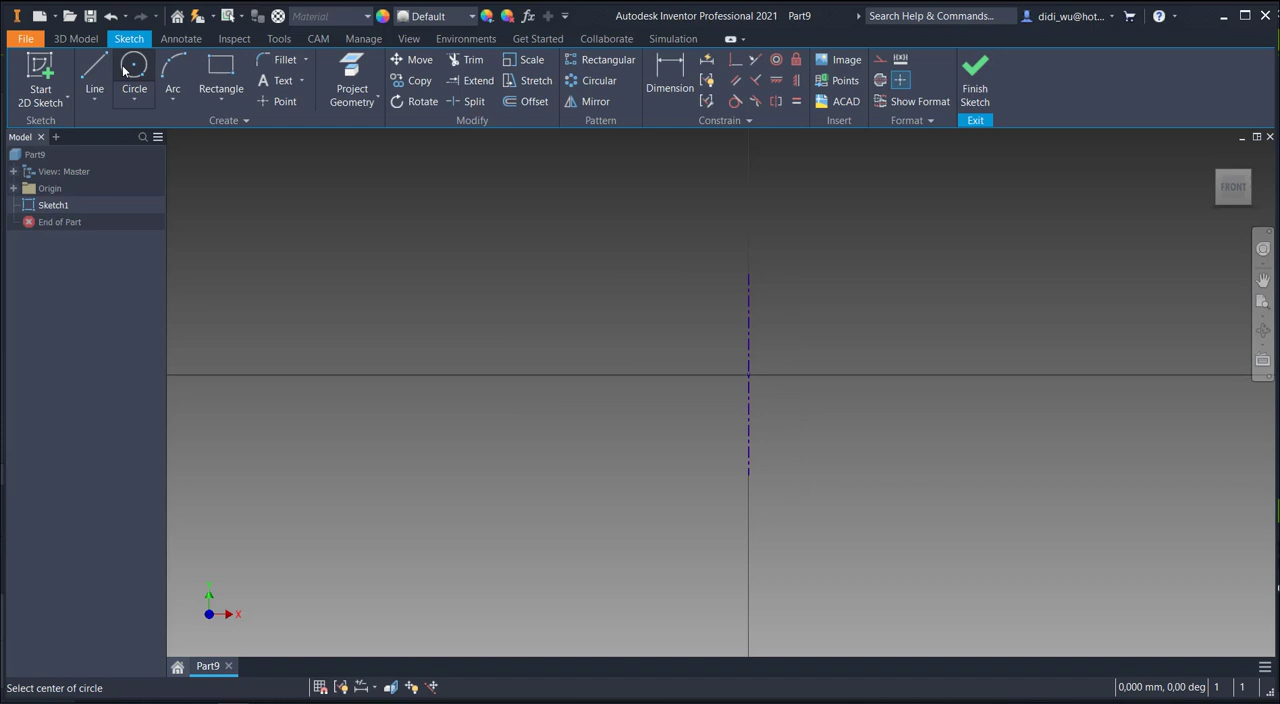 Material Default Autodesk Inventor Professional 2021 Part9 Search Help & Commands... didi_wu@hot...
File 3D Model Sketch Annotate Inspect Tools CAM Manage View Environments Get Started Collaborate Simulation
Start
2D Sketch
Line
Circle
Arc
Rectangle
Fillet
Text
Point
Project
Geometry
Move
Copy
Rotate
Trim
Extend
Split
Scale
Stretch
Offset
Rectangular
Circular
Mirror
Dimension
Image
Points
ACAD
Show Format
Finish
Sketch
Sketch Create Modify Pattern Constrain Insert Format Exit
Model
Part9
View: Master
Origin
Sketch1
End of Part
FRONT
X
Part9
Select center of circle
0,000 mm, 0,00 deg 1 1